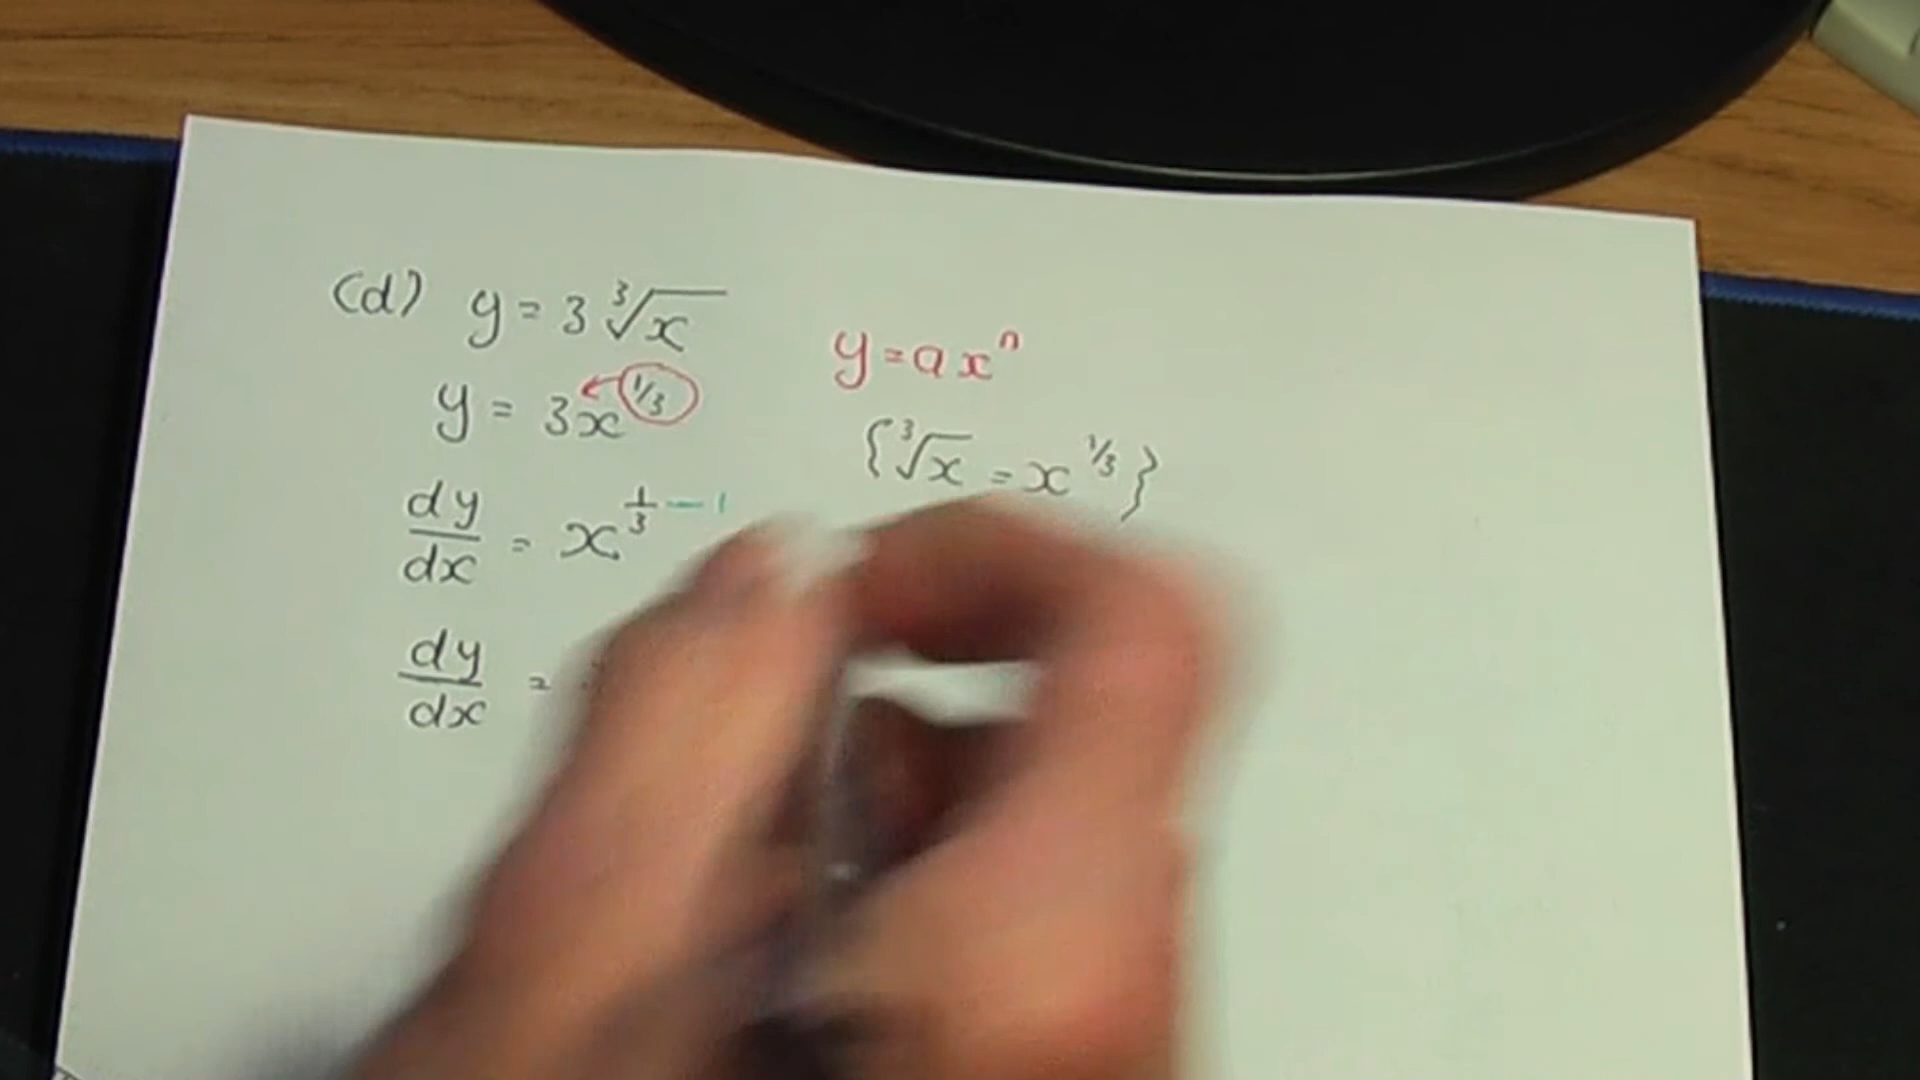 (d) y = 3 ∛x
y = 3x^1/3
dy/dx = x^1/3 - 1
dy/dx =
y = ax^n
{∛x = x^1/3}